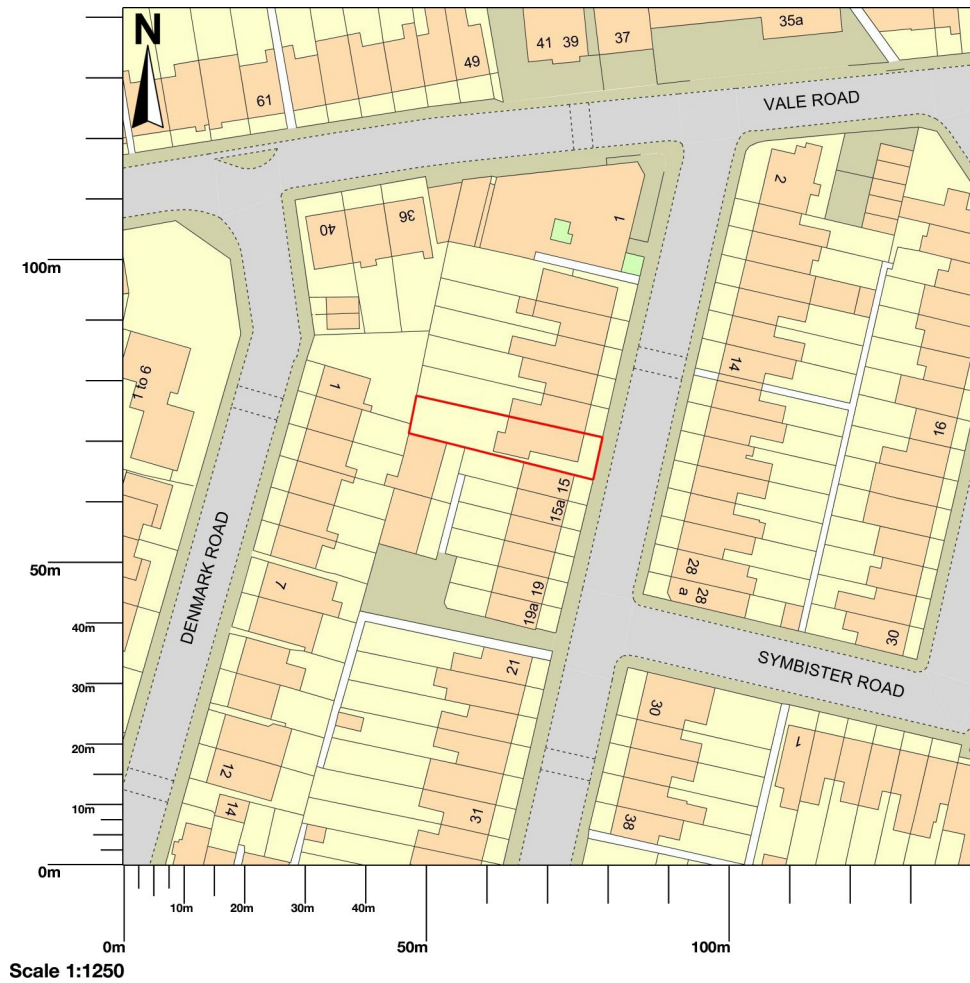 N
35a
41 39
37
49
61
VALE ROAD
2
1
36
40
100m
1 to 6
1
14
16
15a 15
DENMARK ROAD
50m
7
28
28
a
19a 19
40m
30
21
SYMBISTER ROAD
30m
30
1
20m
12
10m
14
31
38
0m
10m
20m
30m
40m
0m
50m
100m
Scale 1:1250